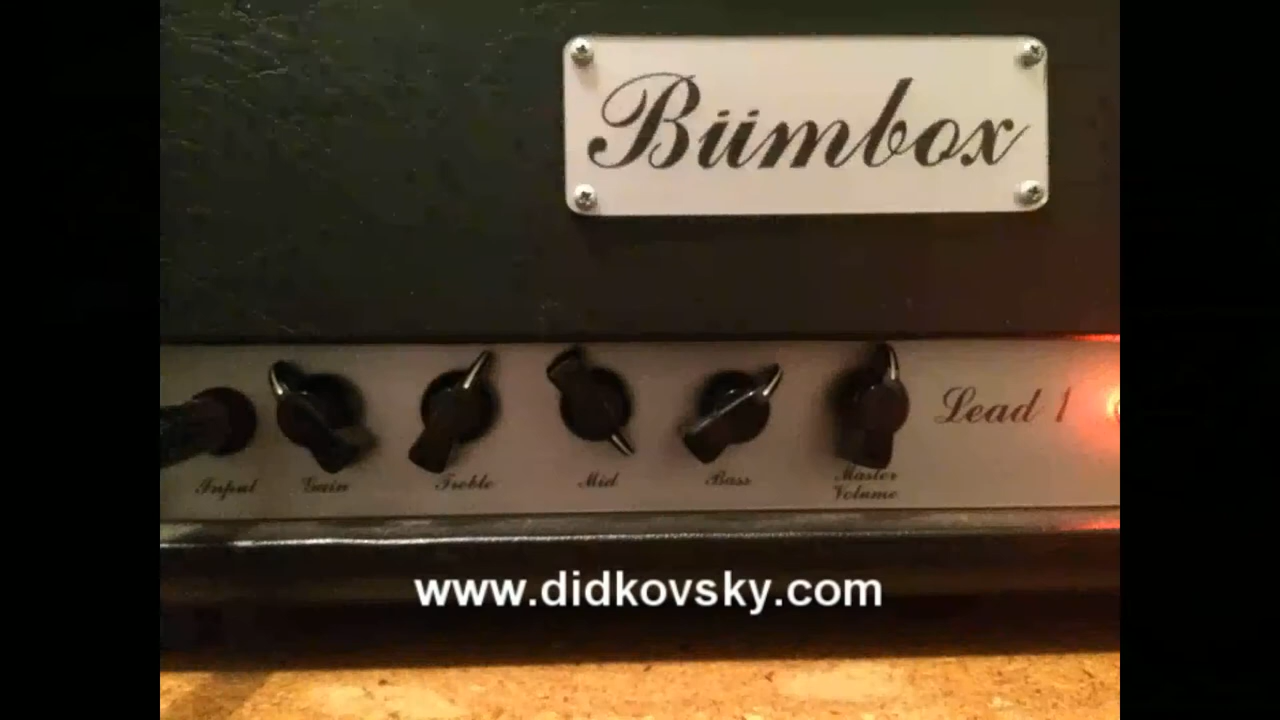 Bümbox
Lead 1
Input Gain Treble Mid Bass Master
Volume
www.didkovsky.com